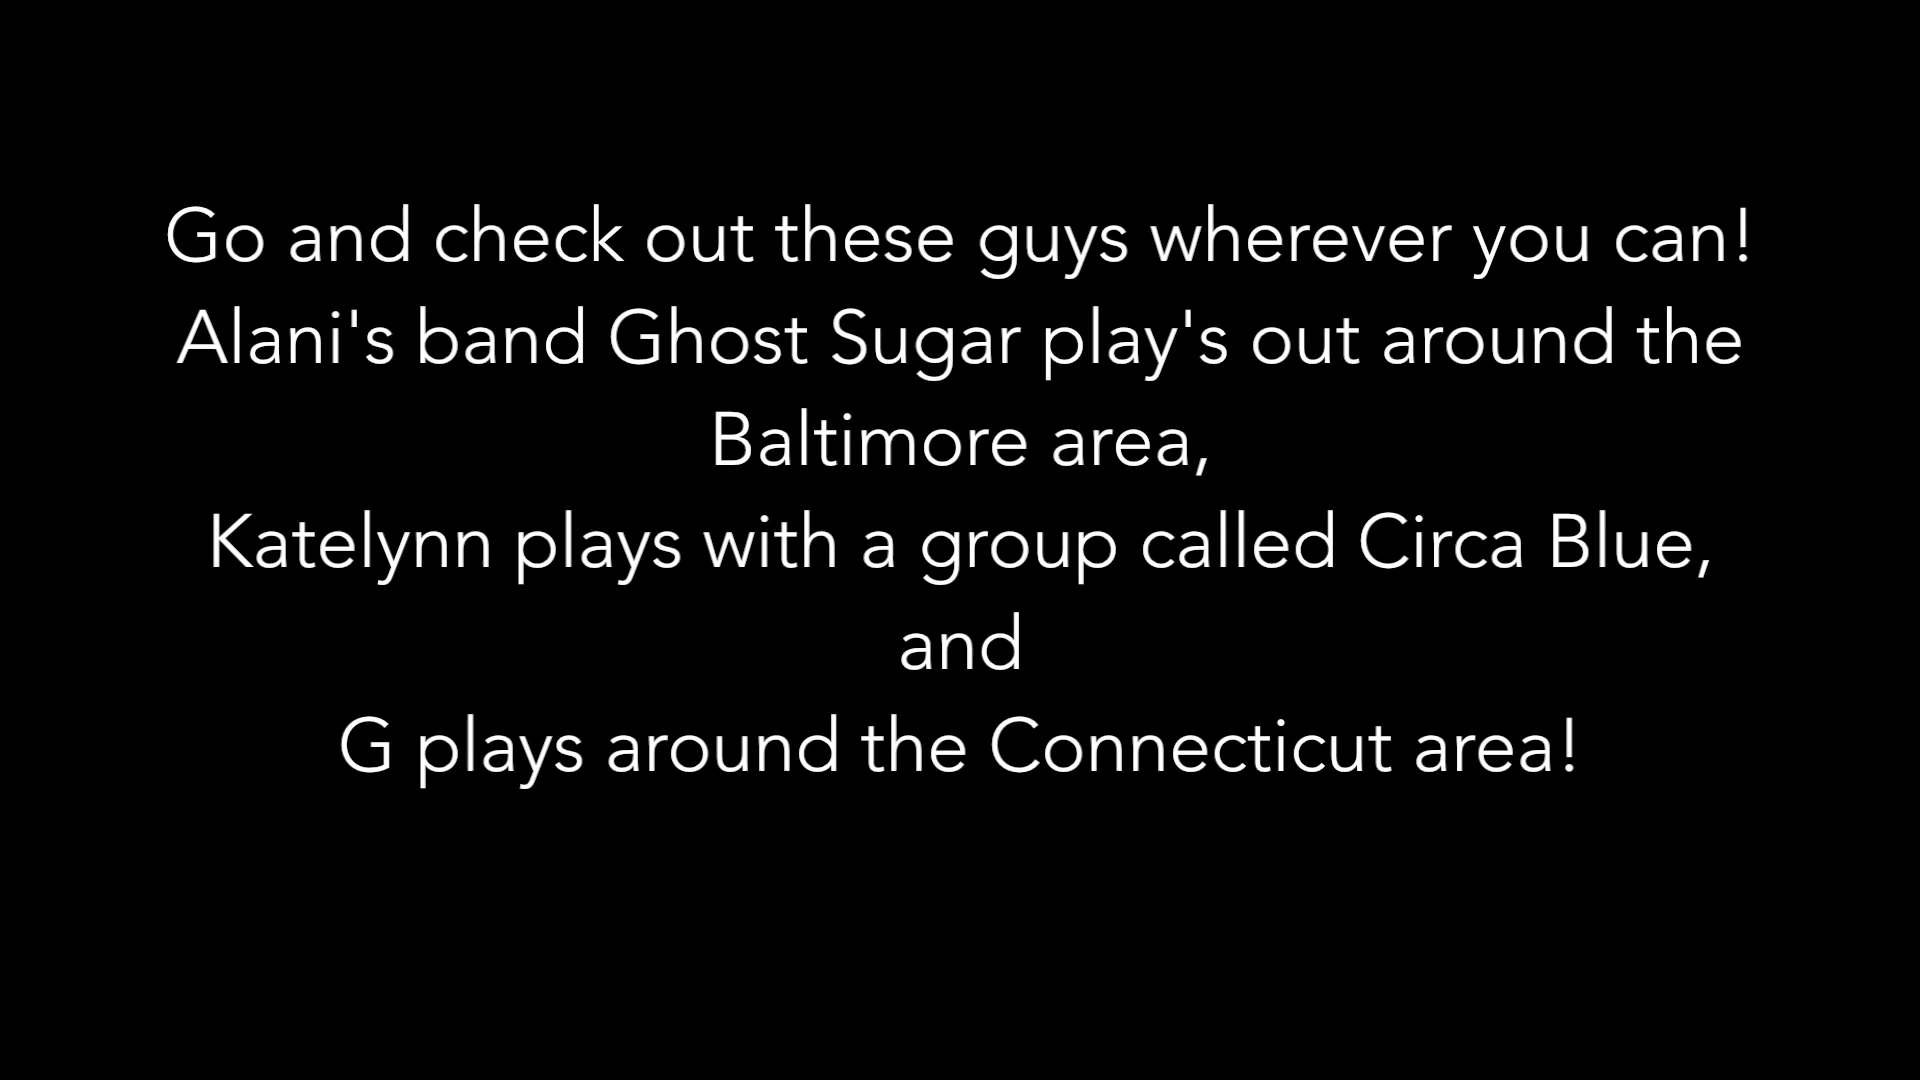 Go and check out these guys wherever you can!
Alani's band Ghost Sugar play's out around the
Baltimore area,
Katelynn plays with a group called Circa Blue,
and
G plays around the Connecticut area!